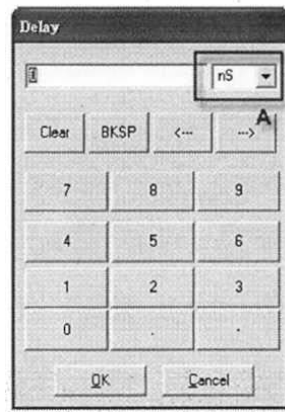 Delay
nS
A
Clear BKSP <--- --->
7 8 9
4 5 6
1 2 3
0 .
OK Cancel